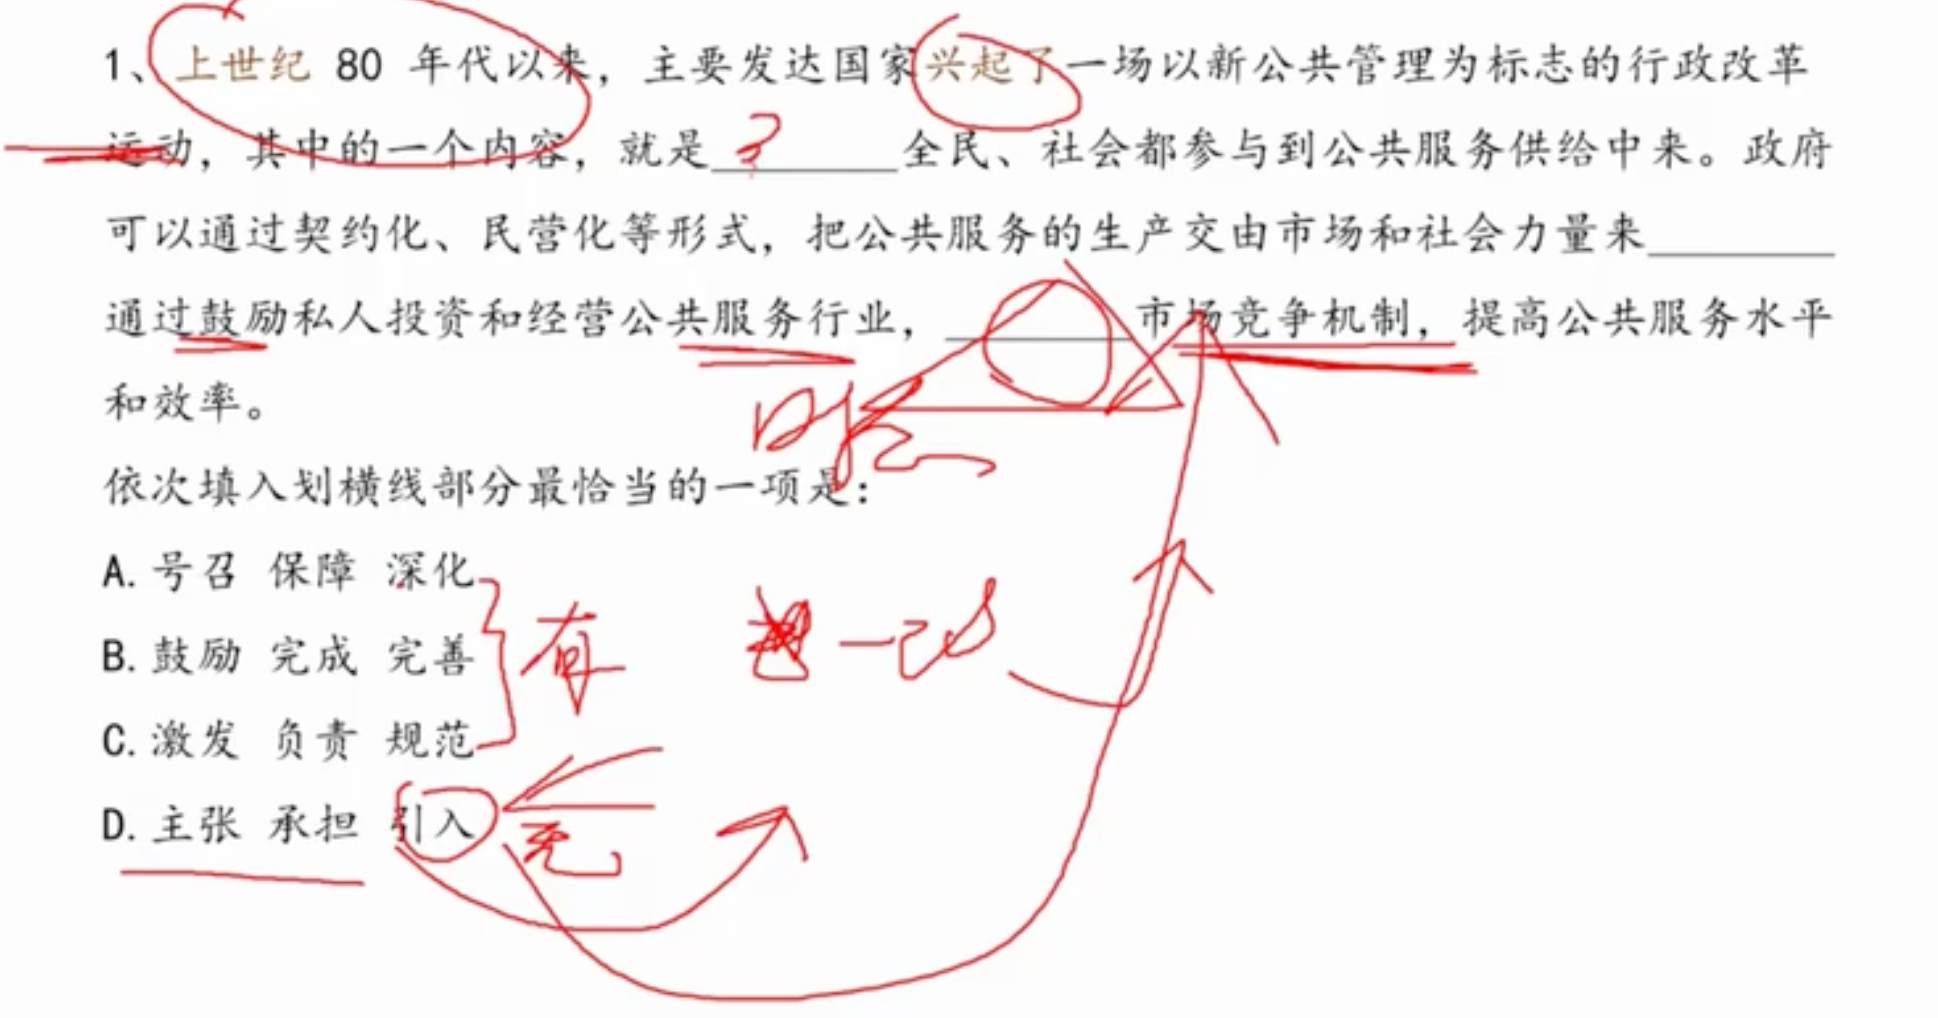 1、上世纪 80 年代以来，主要发达国家兴起了一场以新公共管理为标志的行政改革
运动，其中的一个内容，就是________全民、社会都参与到公共服务供给中来。政府
可以通过契约化、民营化等形式，把公共服务的生产交由市场和社会力量来________
通过鼓励私人投资和经营公共服务行业，________市场竞争机制，提高公共服务水平
和效率。
依次填入划横线部分最恰当的一项是：
A.号召 保障 深化
B.鼓励 完成 完善
有
C.激发 负责 规范
D.主张 承担 引入
无